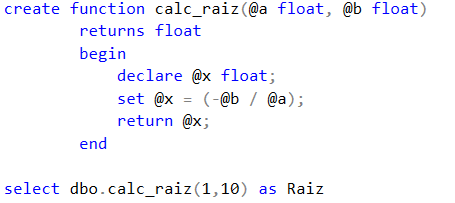 create function calc_raiz(@a float, @b float)
returns float
begin
declare @x float;
set @x = (-@b / @a);
return @x;
end
select dbo.calc_raiz(1,10) as Raiz